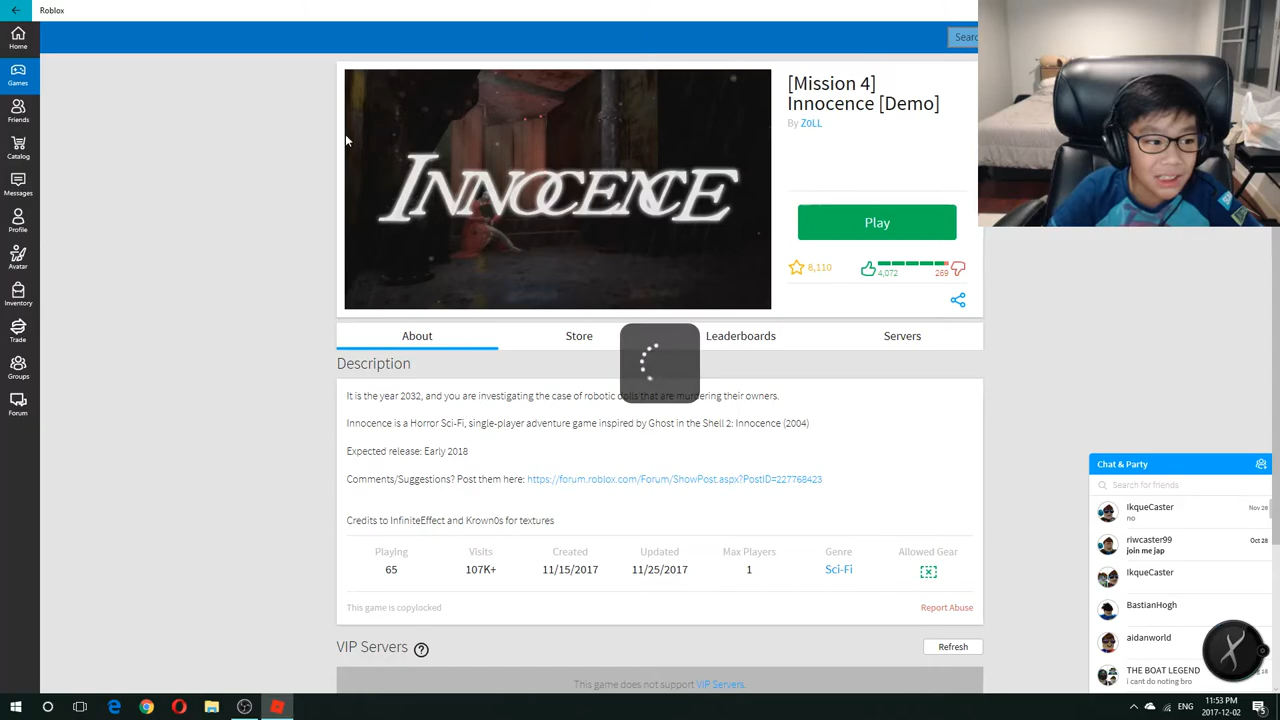 Roblox
Home
Games
Friends
Catalog
Messages
Profile
Avatar
Inventory
Trade
Groups
Forum
INNOCENCE
[Mission 4]
Innocence [Demo]
By Z0LL
Play
8,110
4,072
269
About Store Leaderboards Servers
Description
It is the year 2032, and you are investigating the case of robotic dolls that are murdering their owners.
Innocence is a Horror Sci-Fi, single-player adventure game inspired by Ghost in the Shell 2: Innocence (2004)
Expected release: Early 2018
Comments/Suggestions? Post them here: https://forum.roblox.com/Forum/ShowPost.aspx?PostID=227768423
Credits to InfiniteEffect and Krown0s for textures
Playing Visits Created Updated Max Players Genre Allowed Gear
65 107K+ 11/15/2017 11/25/2017 1 Sci-Fi
This game is copylocked Report Abuse
VIP Servers Refresh
This game does not support VIP Servers.
Chat & Party
Search for friends
IkqueCaster Nov 28
no
riwcaster99 Oct 28
join me jap
IkqueCaster
BastianHogh
aidanworld
THE BOAT LEGEND
i cant do noting bro
ENG 11:53 PM
2017-12-02
5